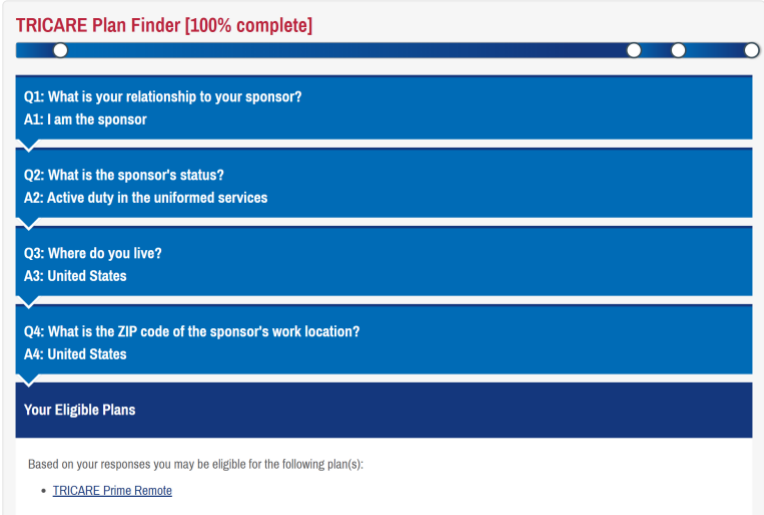 TRICARE Plan Finder [100% complete]
Q1: What is your relationship to your sponsor?
A1: I am the sponsor
Q2: What is the sponsor's status?
A2: Active duty in the uniformed services
Q3: Where do you live?
A3: United States
Q4: What is the ZIP code of the sponsor's work location?
A4: United States
Your Eligible Plans
Based on your responses you may be eligible for the following plan(s):
• TRICARE Prime Remote